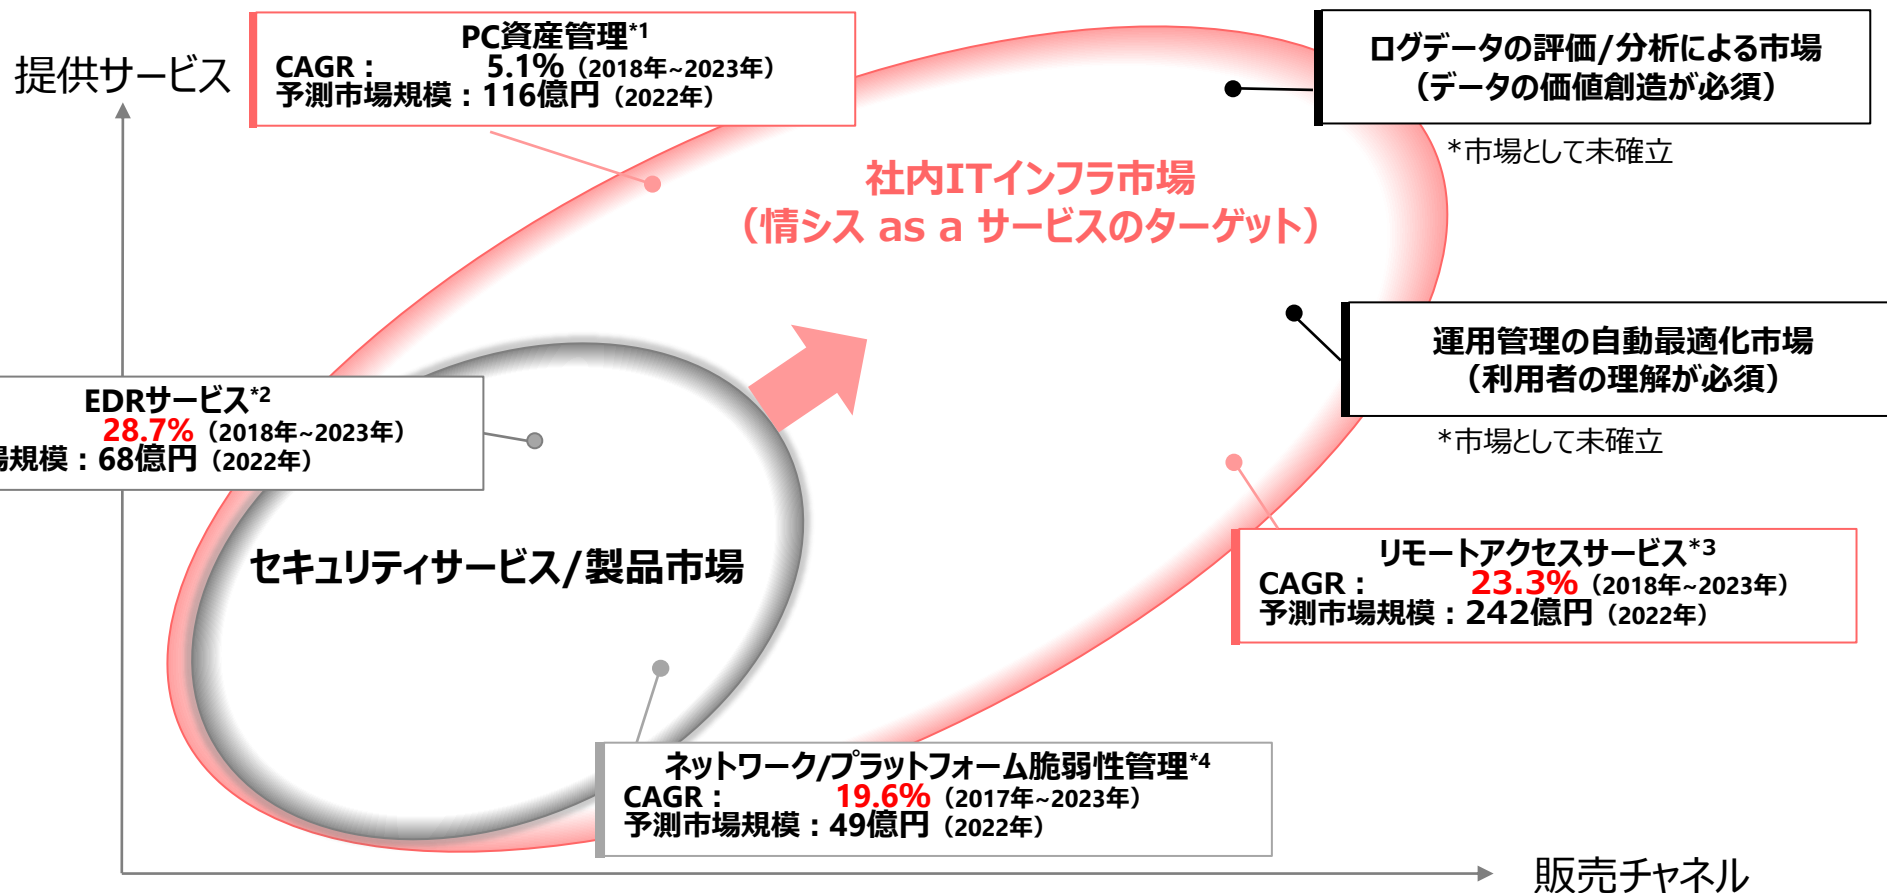 提供サービス
PC資産管理*1
CAGR： 5.1%（2018年~2023年）
予測市場規模：116億円（2022年）
ログデータの評価/分析による市場
（データの価値創造が必須）
*市場として未確立
社内ITインフラ市場
（情シス as a サービスのターゲット）
運用管理の自動最適化市場
（利用者の理解が必須）
*市場として未確立
EDRサービス*2
28.7%（2018年~2023年）
場規模：68億円（2022年）
セキュリティサービス/製品市場
リモートアクセスサービス*3
CAGR： 23.3%（2018年~2023年）
予測市場規模：242億円（2022年）
ネットワーク/プラットフォーム脆弱性管理*4
CAGR： 19.6%（2017年~2023年）
予測市場規模：49億円（2022年）
販売チャネル